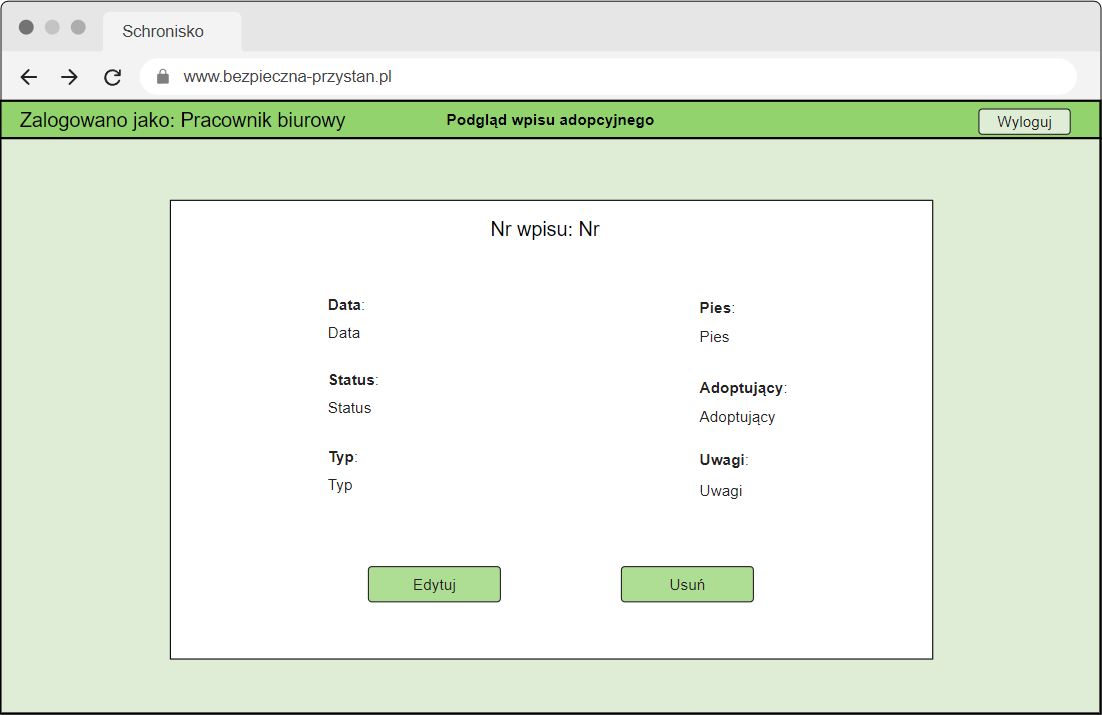 Schronisko
www.bezpieczna-przystan.pl
Zalogowano jako: Pracownik biurowy
Podgląd wpisu adopcyjnego
Wyloguj
Nr wpisu: Nr
Data:
Data
Status:
Status
Typ:
Typ
Pies:
Pies
Adoptujący:
Adoptujący
Uwagi:
Uwagi
Edytuj
Usuń